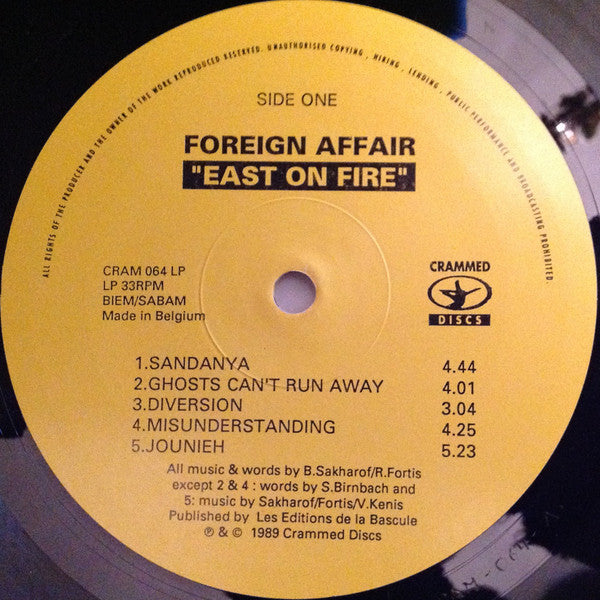 ALL RIGHTS OF THE PRODUCER AND THE OWNER OF THE WORK REPRODUCED RESERVED. UNAUTHORISED COPYING, HIRING, LENDING, PUBLIC PERFORMANCE AND BROADCASTING PROHIBITED.
SIDE ONE
FOREIGN AFFAIR
"EAST ON FIRE"
CRAM 064 LP
LP 33RPM
BIEM/SABAM
Made in Belgium
CRAMMED
DISCS
1.SANDANYA 4.44
2.GHOSTS CAN'T RUN AWAY 4.01
3.DIVERSION 3.04
4.MISUNDERSTANDING 4.25
5.JOUNIEH 5.23
All music & words by B.Sakharof/R.Fortis
except 2 & 4 : words by S.Birnbach and
5: music by Sakharof/Fortis/V.Kenis
Published by Les Editions de la Bascule
℗ & © 1989 Crammed Discs